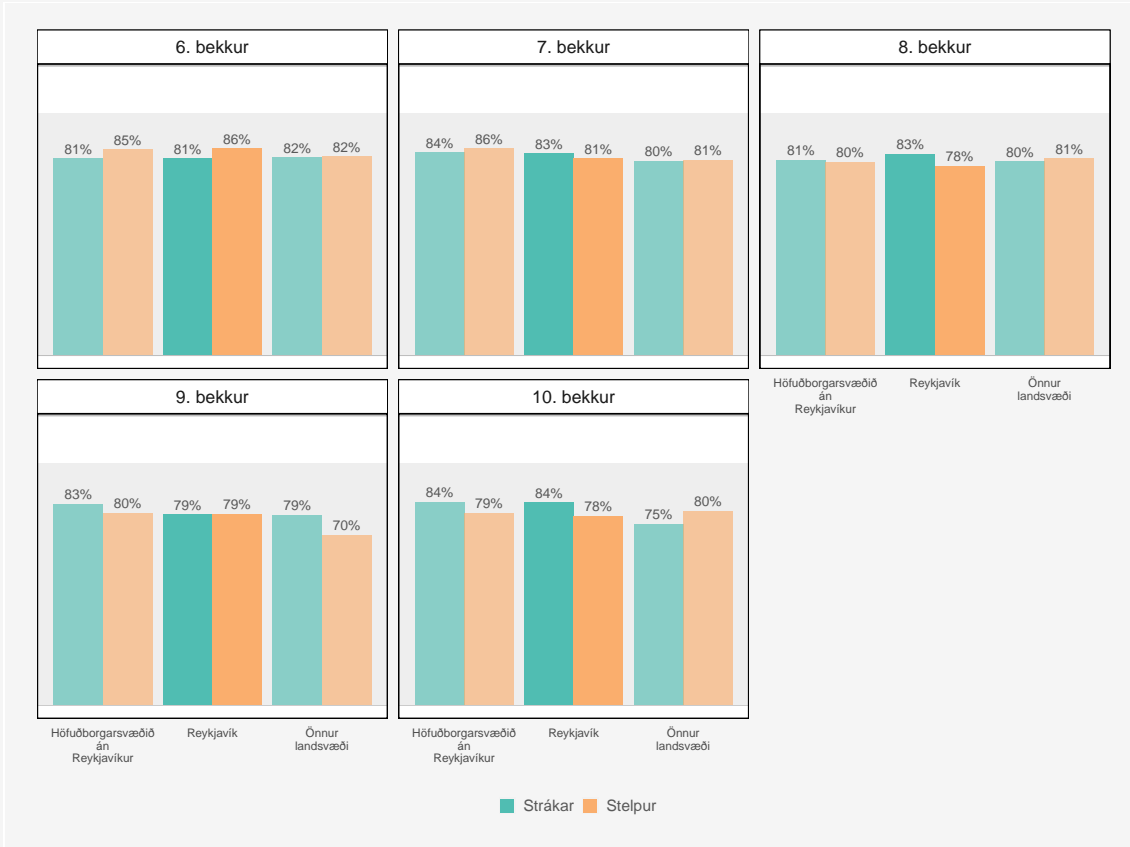 6. bekkur
7. bekkur
8. bekkur
81% 85% 81% 86% 82% 82%
84% 86% 83% 81% 80% 81%
81% 80% 83% 78% 80% 81%
Höfuðborgarsvæðið
án
Reykjavíkur
Reykjavík
Önnur
landsvæði
9. bekkur
10. bekkur
83% 80% 79% 79% 79% 70%
84% 79% 84% 78% 75% 80%
Höfuðborgarsvæðið
án
Reykjavíkur
Reykjavík
Önnur
landsvæði
Höfuðborgarsvæðið
án
Reykjavíkur
Reykjavík
Önnur
landsvæði
Strákar Stelpur